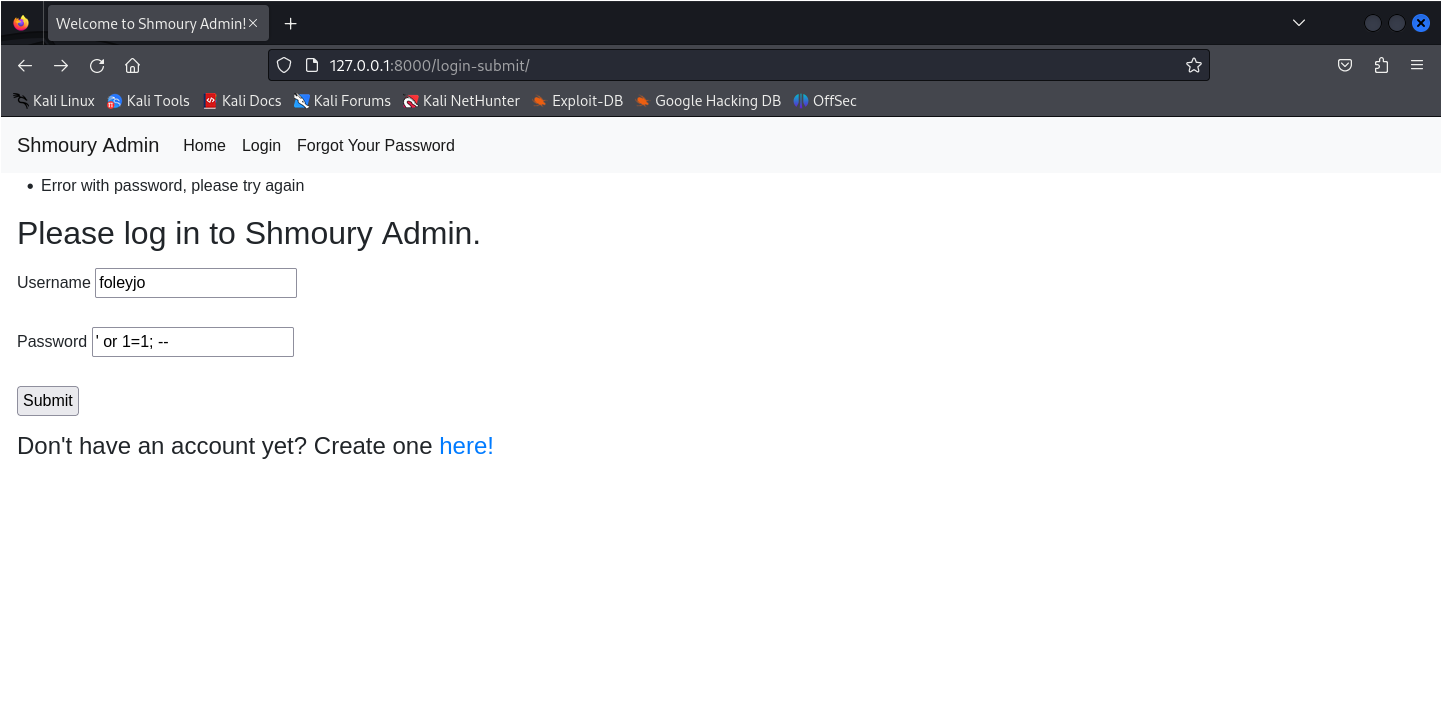 Welcome to Shmoury Admin!
127.0.0.1:8000/login-submit/
Kali Linux Kali Tools Kali Docs Kali Forums Kali NetHunter Exploit-DB Google Hacking DB OffSec
Shmoury Admin Home Login Forgot Your Password
Error with password, please try again
Please log in to Shmoury Admin.
Username foleyjo
Password ' or 1=1; --
Submit
Don't have an account yet? Create one here!